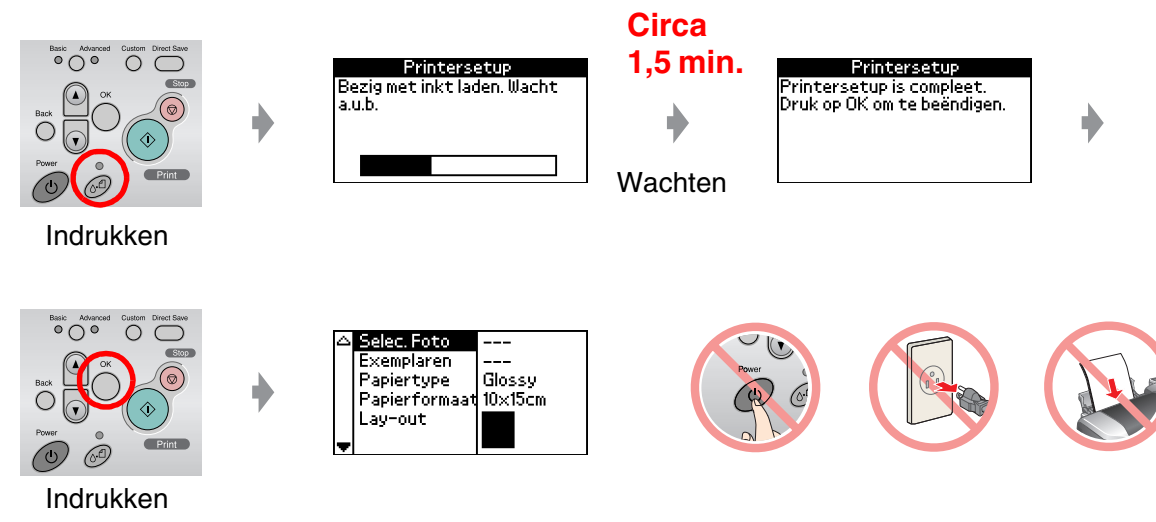 Circa
1,5 min.
Basic Advanced Custom Direct Save
Stop
OK
Back
Power
Print
Indrukken
Printersetup
Bezig met inkt laden. Wacht
a.u.b.
Wachten
Printersetup
Printersetup is compleet.
Druk op OK om te beëndigen.
Basic Advanced Custom Direct Save
Stop
OK
Back
Power
Print
Indrukken
Selec. Foto ---
Exemplaren ---
Papiertype Glossy
Papierformaat 10x15cm
Lay-out
Power